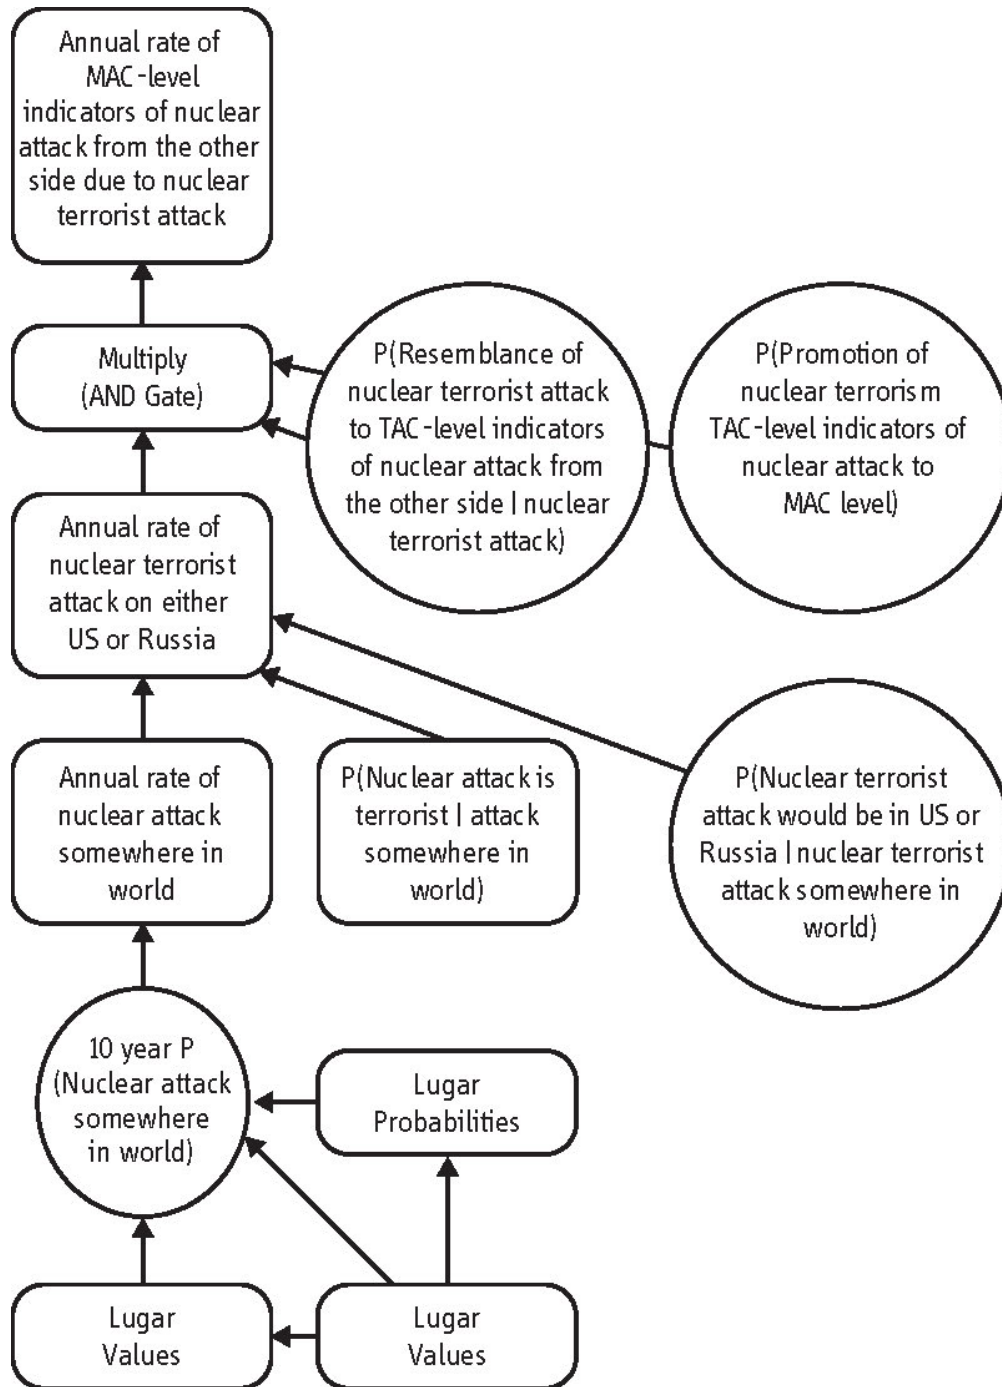 Annual rate of
MAC-level
indicators of nuclear
attack from the other
side due to nuclear
terrorist attack
Multiply
(AND Gate)
P(Resemblance of
nuclear terrorist attack
to TAC-level indicators
of nuclear attack from
the other side | nuclear
terrorist attack)
P(Promotion of
nuclear terrorism
TAC-level indicators of
nuclear attack to
MAC level)
Annual rate of
nuclear terrorist
attack on either
US or Russia
Annual rate of
nuclear attack
somewhere in
world
P(Nuclear attack is
terrorist | attack
somewhere in
world)
P(Nuclear terrorist
attack would be in US or
Russia | nuclear terrorist
attack somewhere in
world)
10 year P
(Nuclear attack
somewhere
in world)
Lugar
Probabilities
Lugar
Values
Lugar
Values